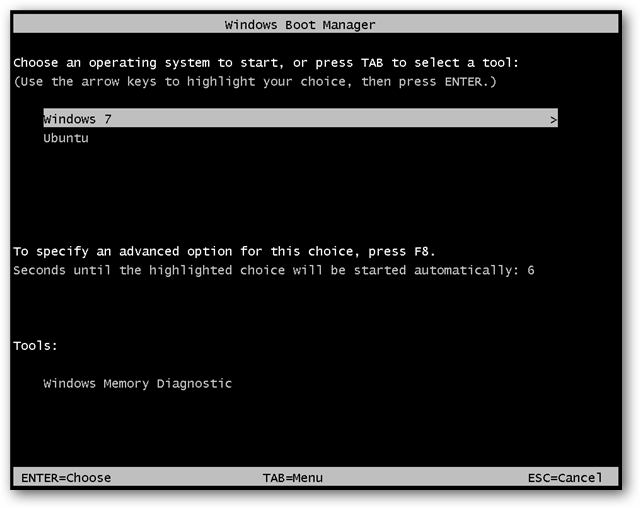 Windows Boot Manager
Choose an operating system to start, or press TAB to select a tool:
(Use the arrow keys to highlight your choice, then press ENTER.)
Windows 7 >
Ubuntu
To specify an advanced option for this choice, press F8.
Seconds until the highlighted choice will be started automatically: 6
Tools:
Windows Memory Diagnostic
ENTER=Choose TAB=Menu ESC=Cancel